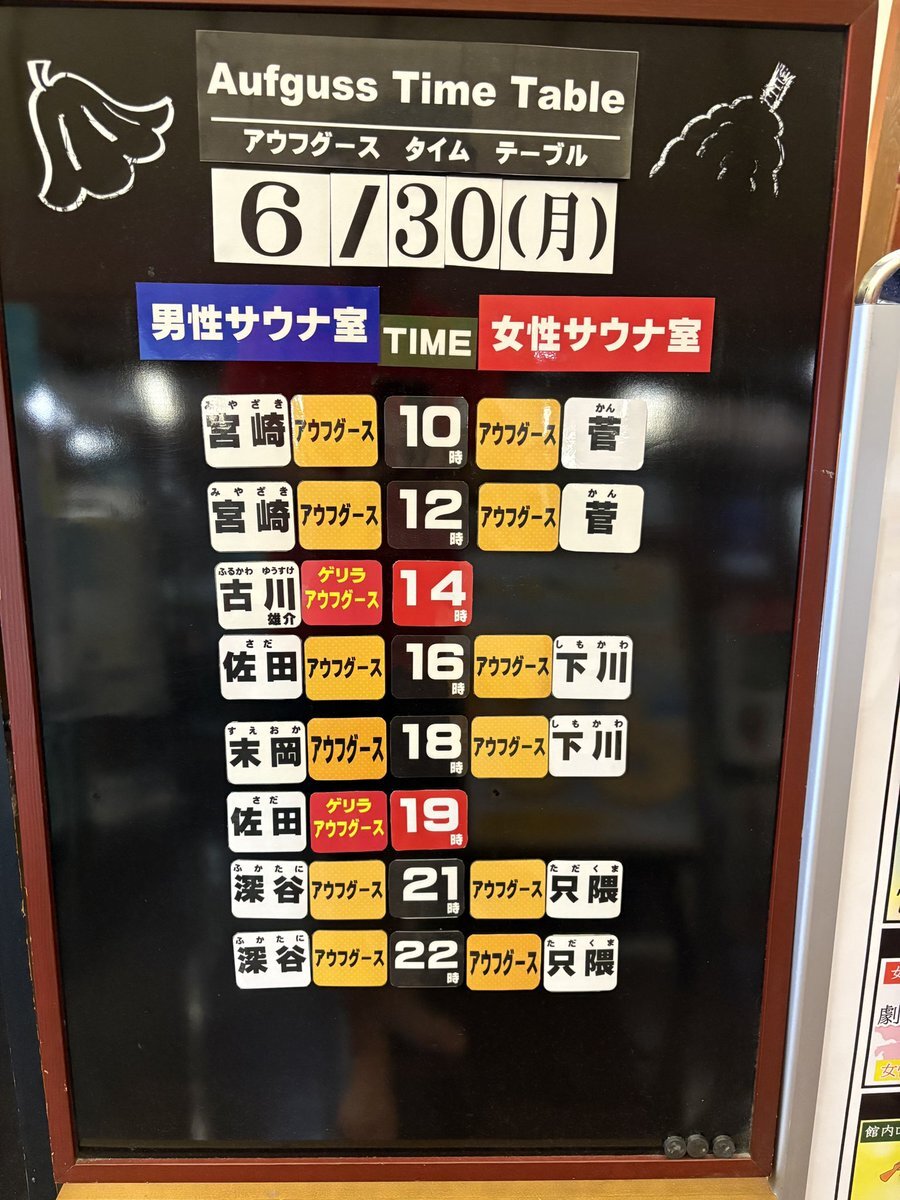 Aufguss Time Table
アウフグース タイム テーブル
6/30(月)
男性サウナ室 TIME 女性サウナ室
みやざき かん
宮崎 アウフグース 10時 アウフグース 菅
みやざき かん
宮崎 アウフグース 12時 アウフグース 菅
ふるかわ ゆうすけ
古川雄介 ゲリラアウフグース 14時
さだ しもかわ
佐田 アウフグース 16時 アウフグース 下川
すえおか しもかわ
末岡 アウフグース 18時 アウフグース 下川
さだ
佐田 ゲリラアウフグース 19時
ふかたに ただくま
深谷 アウフグース 21時 アウフグース 只隈
ふかたに ただくま
深谷 アウフグース 22時 アウフグース 只隈
劇
館内